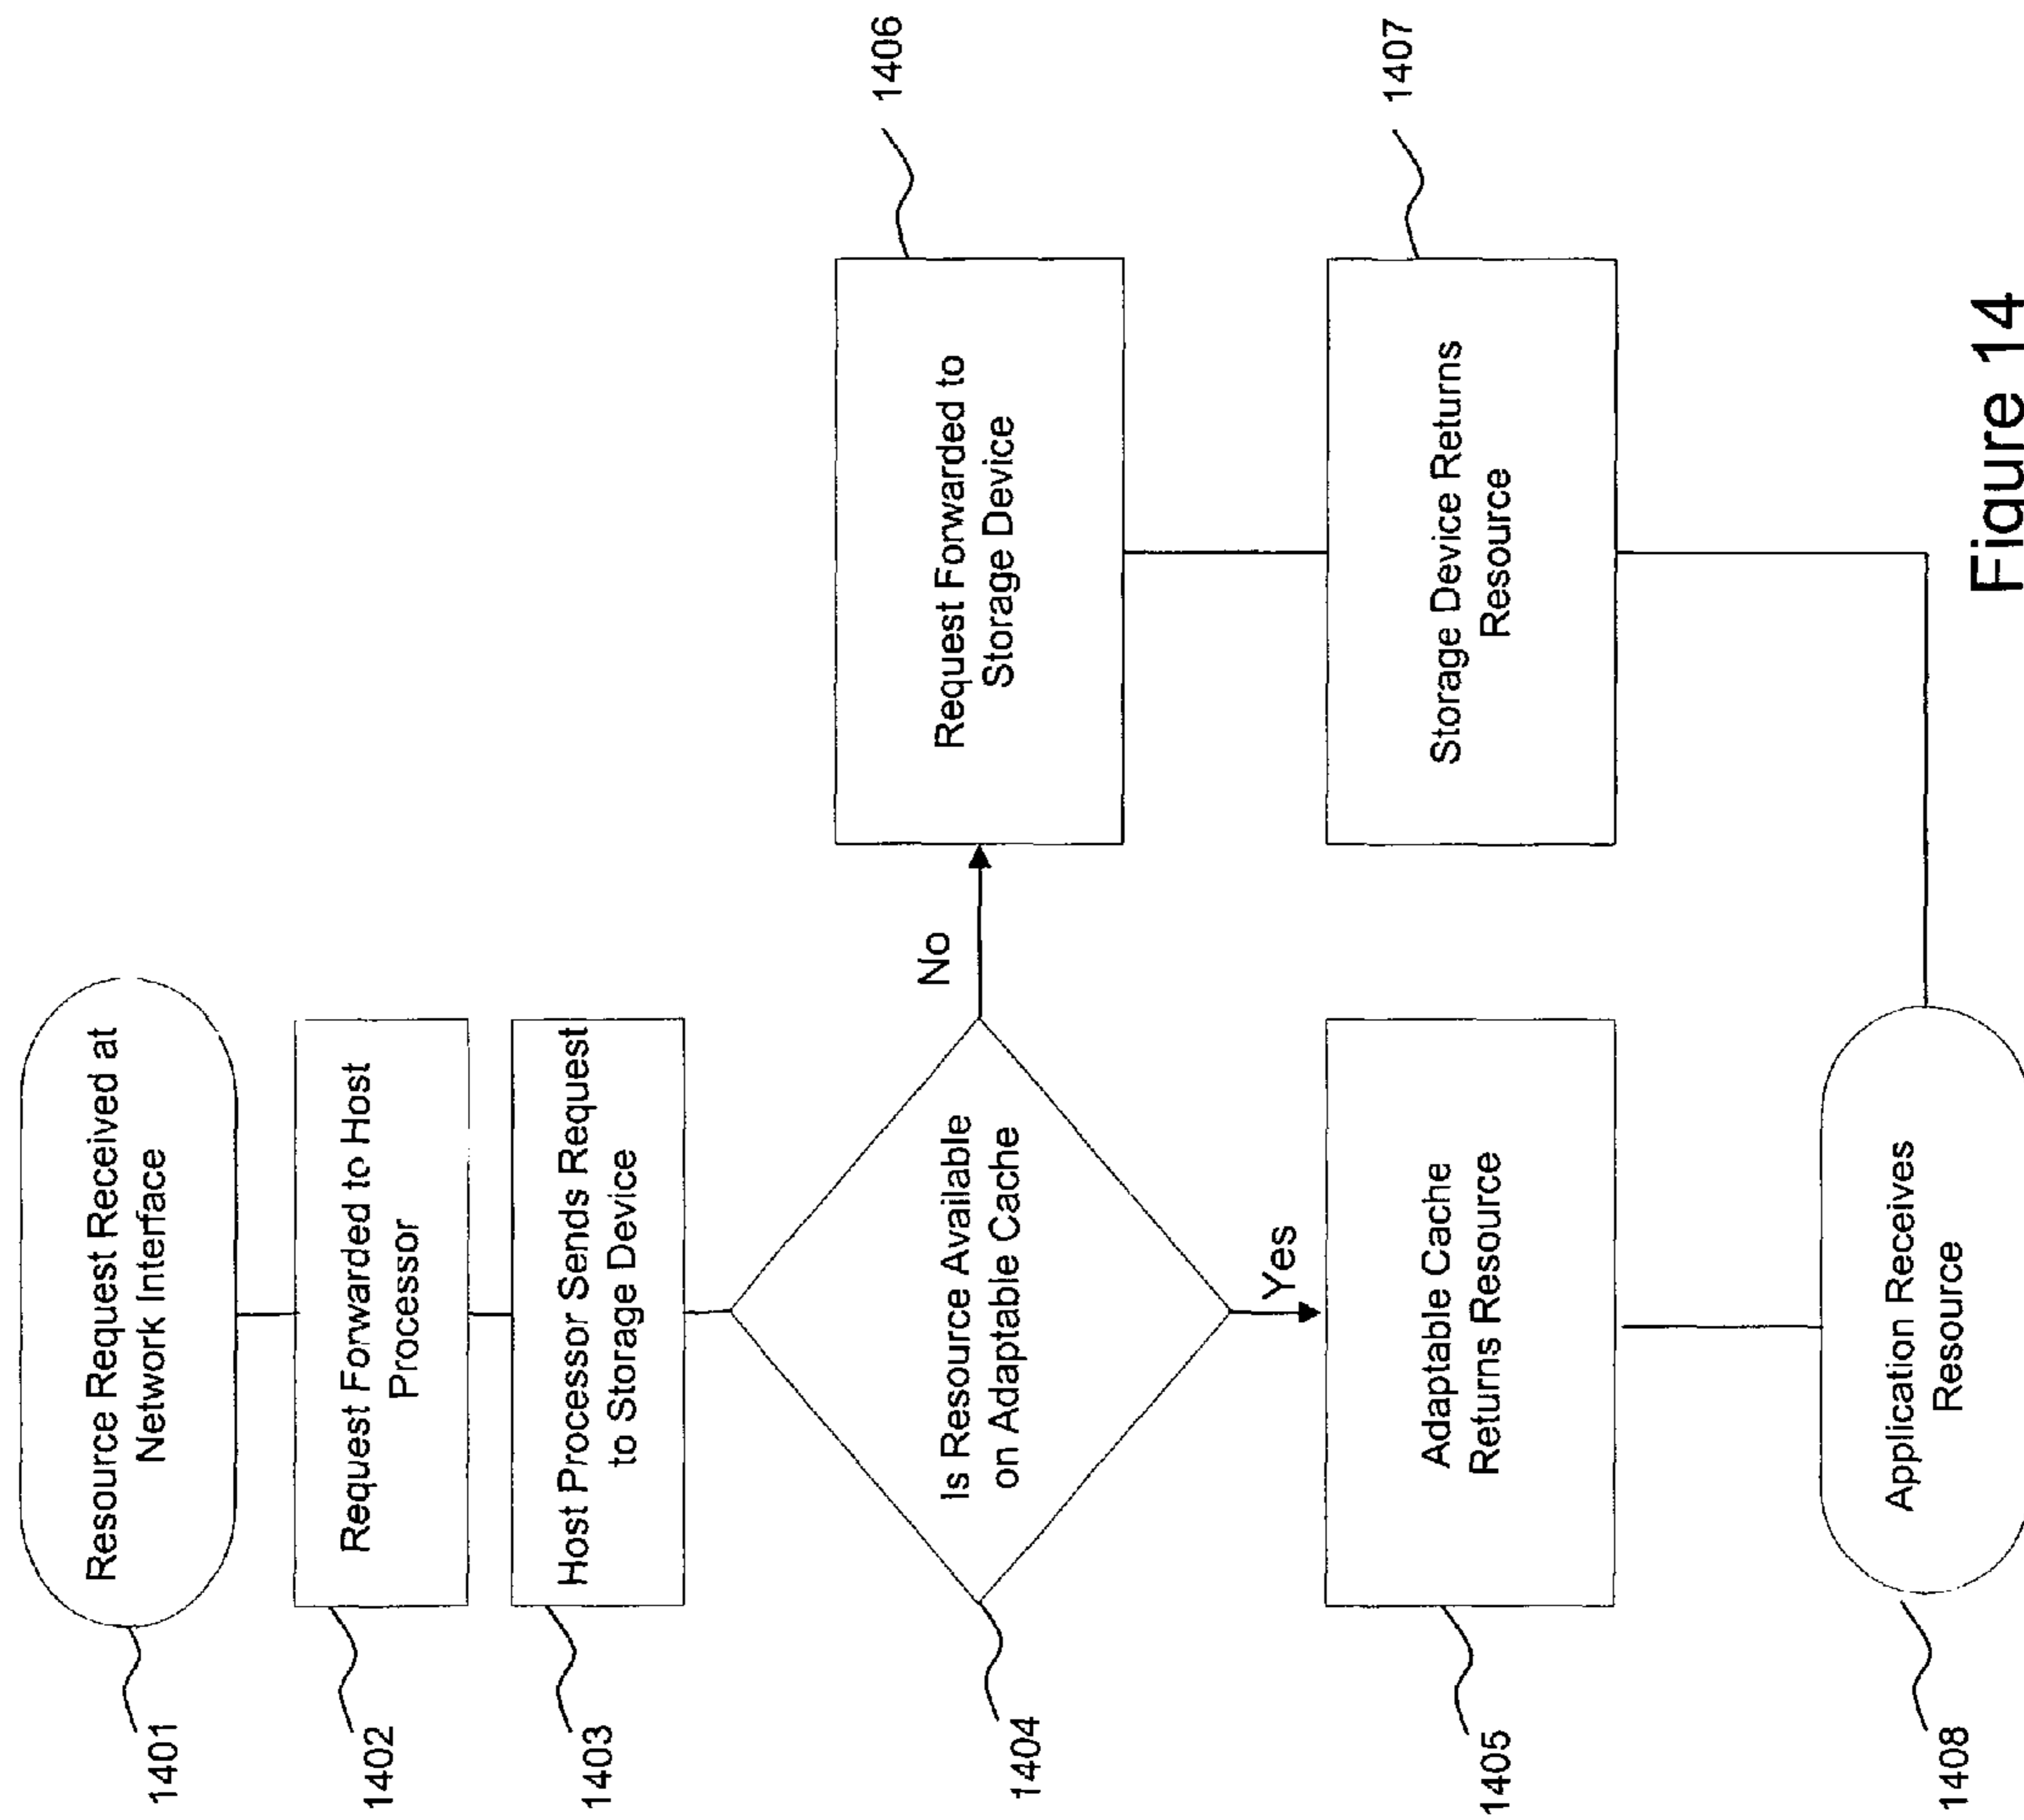 Resource Request Received at
Network Interface
1401
Request Forwarded to Host
Processor
1402
Host Processor Sends Request
to Storage Device
1403
Is Resource Available
on Adaptable Cache
1404
No
Yes
Request Forwarded to
Storage Device
1406
Adaptable Cache
Returns Resource
1405
Storage Device Returns
Resource
1407
Application Receives
Resource
1408
Figure 14